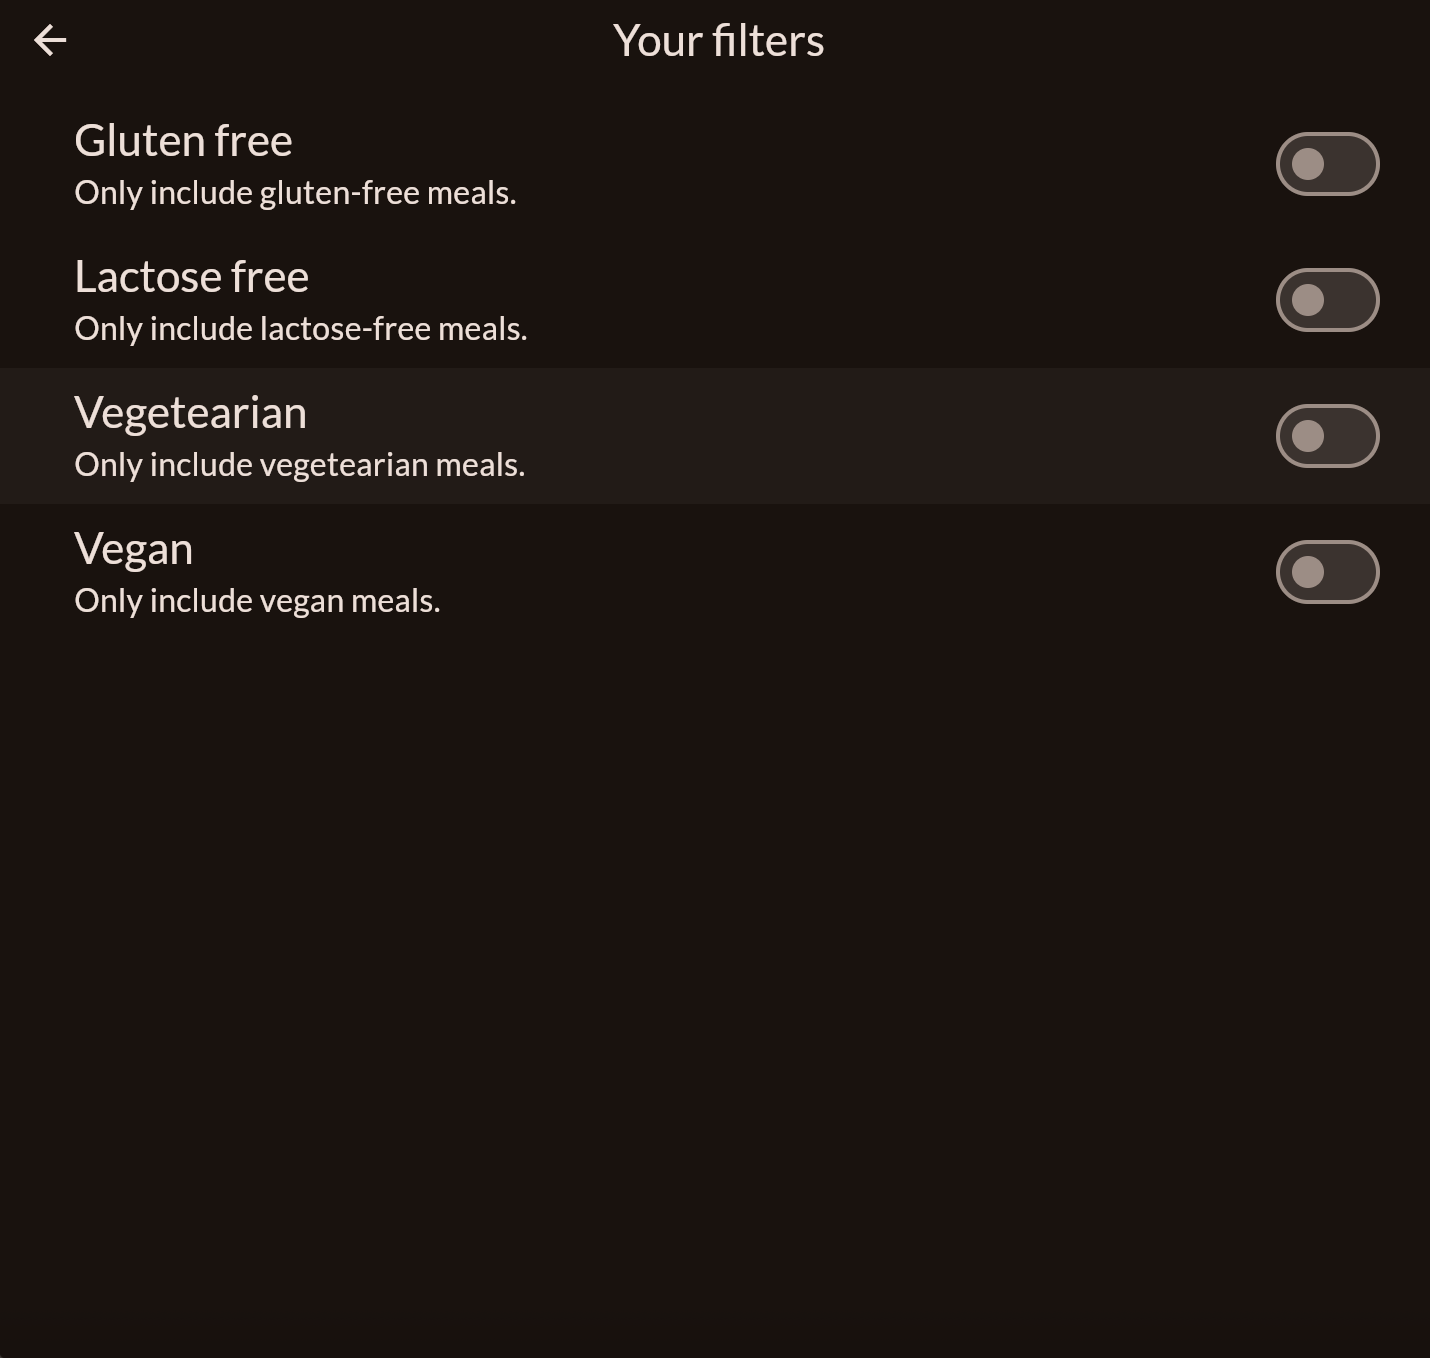 Your filters
Gluten free
Only include gluten-free meals.
Lactose free
Only include lactose-free meals.
Vegetearian
Only include vegetearian meals.
Vegan
Only include vegan meals.